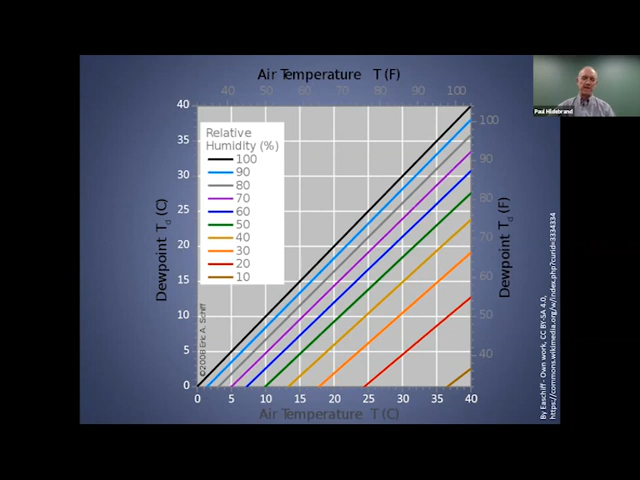 Air Temperature T (F)
40 50 60 70 80 90 100
Paul Hildebrand
Relative
Humidity (%)
100
90
80
70
60
50
40
30
20
10
40
35
30
25
20
15
10
5
0
Dewpoint Td (C)
100
90
80
70
60
50
40
Dewpoint Td (F)
©2008 Eric A. Schiff
0 5 10 15 20 25 30 35 40
Air Temperature T (C)
By Easchiff - Own work, CC BY-SA 4.0,
https://commons.wikimedia.org/w/index.php?curid=3334334